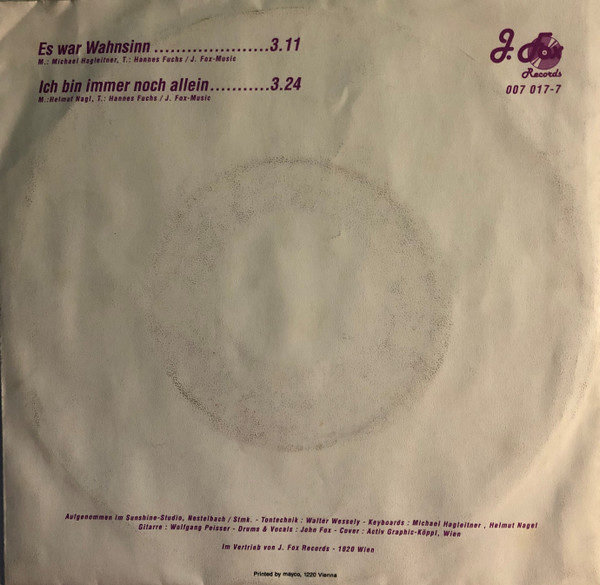 Es war Wahnsinn .....................3.11
M.: Michael Hagleitner, T.: Hannes Fuchs / J. Fox-Music
Ich bin immer noch allein...........3.24
M.:Helmut Nagl, T.: Hannes Fuchs / J. Fox-Music
J. Fox
Records
007 017-7
Aufgenommen im Sunshine-Studio, Nestelbach / Stmk. - Tontechnik : Walter Wessely - Keyboards : Michael Hagleitner , Helmut Nagel
Gitarre : Wolfgang Peisser - Drums & Vocals : John Fox - Cover : Activ Graphic-Köppl, Wien
Im Vertrieb von J. Fox Records - 1020 Wien
Printed by mayco, 1220 Vienna